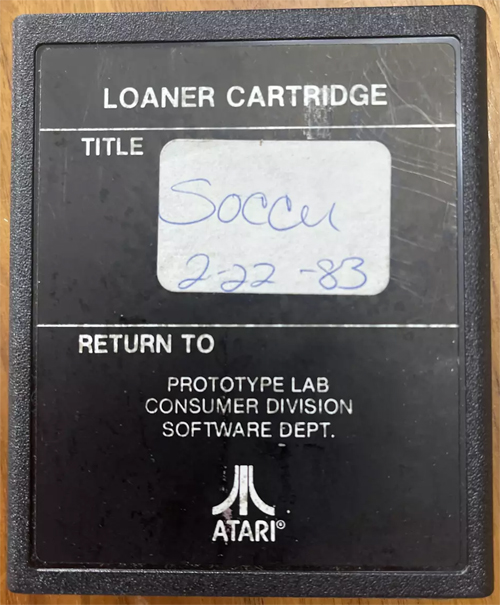 LOANER CARTRIDGE
TITLE
Soccer
2-22-83
RETURN TO
PROTOTYPE LAB
CONSUMER DIVISION
SOFTWARE DEPT.
ATARI®